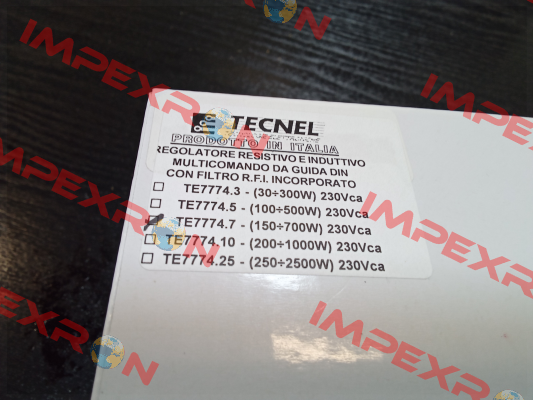 TECNEL
PRODOTTO IN ITALIA
REGOLATORE RESISTIVO E INDUTTIVO
MULTICOMANDO DA GUIDA DIN
CON FILTRO R.F.I. INCORPORATO
TE7774.3 - (30÷300W) 230Vca
TE7774.5 - (100÷500W) 230Vca
TE7774.7 - (150÷700W) 230Vca
TE7774.10 - (200÷1000W) 230Vca
TE7774.25 - (250÷2500W) 230Vca
IMPEXRON
IMPEXRON
IMPEXRON
IMPEXRON